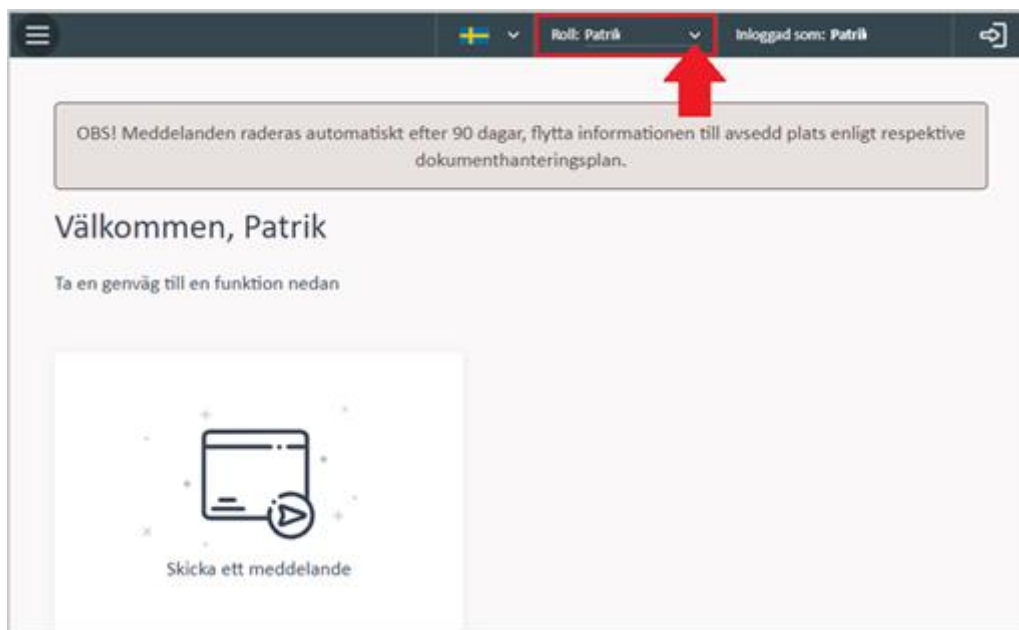 Roll: Patrik
Inloggad som: Patrik
OBS! Meddelanden raderas automatiskt efter 90 dagar, flytta informationen till avsedd plats enligt respektive
dokumenthanteringsplan.
Välkommen, Patrik
Ta en genväg till en funktion nedan
Skicka ett meddelande